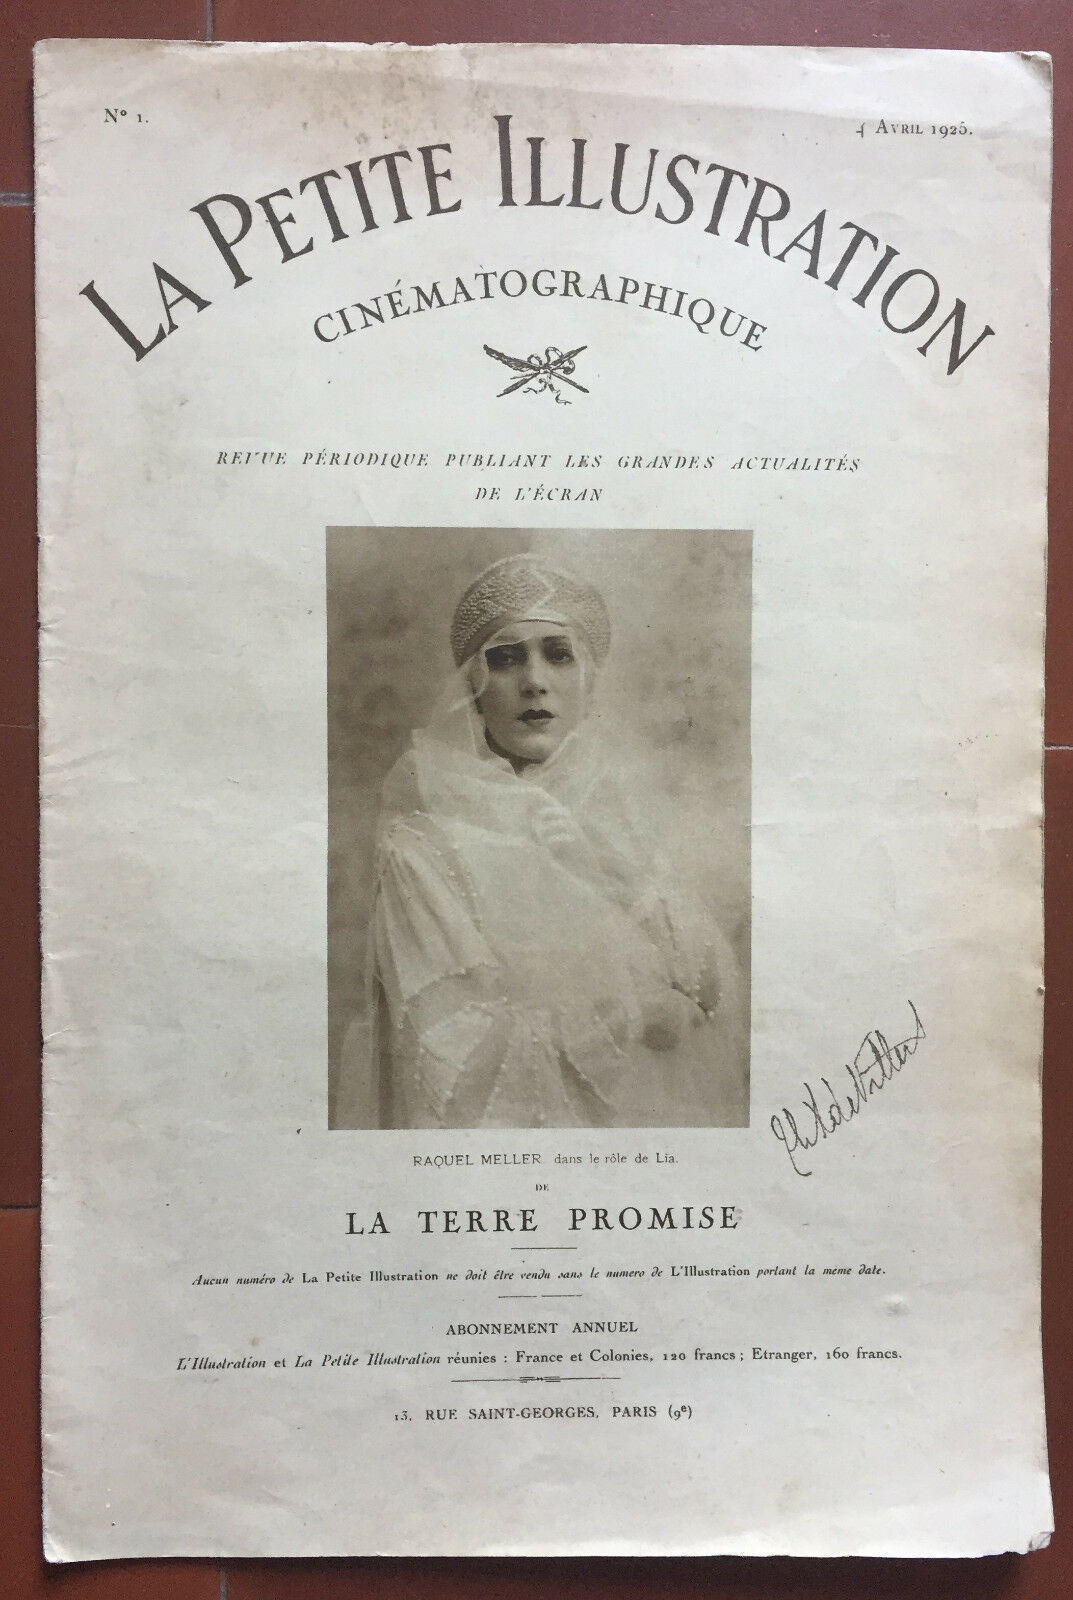 N° 1.
4 AVRIL 1925.
LA PETITE ILLUSTRATION
CINÉMATOGRAPHIQUE
REVUE PÉRIODIQUE PUBLIANT LES GRANDES ACTUALITÉS
DE L'ÉCRAN
RAQUEL MELLER dans le rôle de Lia.
DE
LA TERRE PROMISE
Aucun numéro de La Petite Illustration ne doit être vendu sans le numero de L'Illustration portant la meme date.
ABONNEMENT ANNUEL
L'Illustration et La Petite Illustration réunies : France et Colonies, 120 francs ; Etranger, 160 francs.
13, RUE SAINT-GEORGES, PARIS (9e)